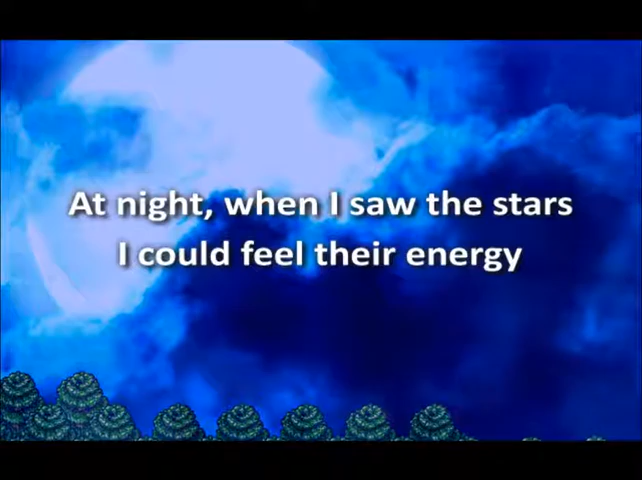 At night, when I saw the stars
I could feel their energy